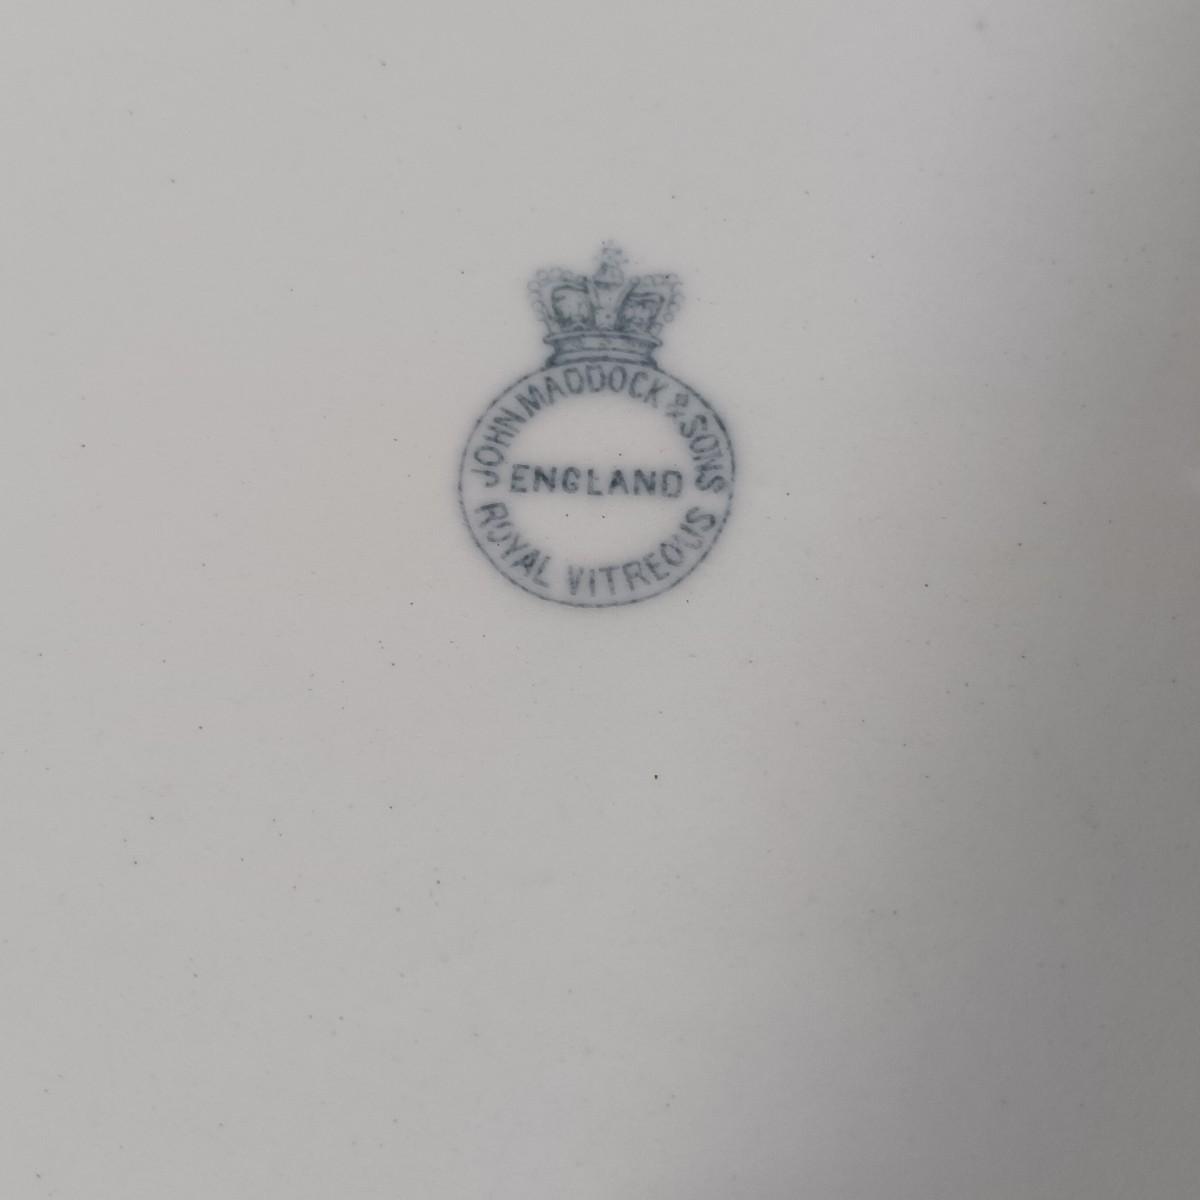 JOHN MADDOCK & SONS
ENGLAND
ROYAL VITREOUS